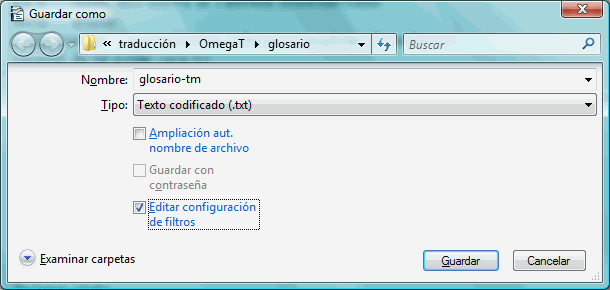 Guardar como
« traducción ▸ OmegaT ▸ glosario
Buscar
Nombre: glosario-tm
Tipo: Texto codificado (.txt)
Ampliación aut.
nombre de archivo
Guardar con
contraseña
Editar configuración
de filtros
Examinar carpetas
Guardar
Cancelar